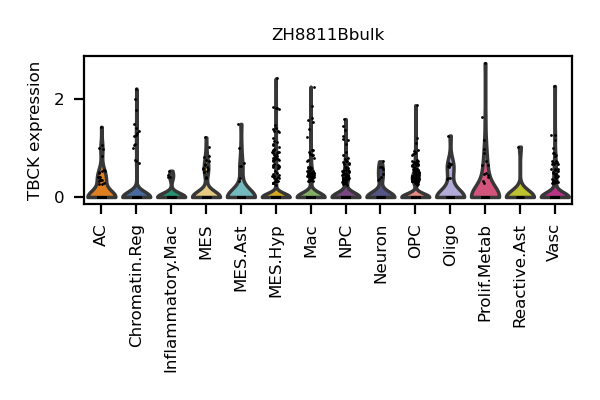 ZH8811Bbulk
TBCK expression
2
0
AC
Chromatin.Reg
Inflammatory.Mac
MES
MES.Ast
MES.Hyp
Mac
NPC
Neuron
OPC
Oligo
Prolif.Metab
Reactive.Ast
Vasc